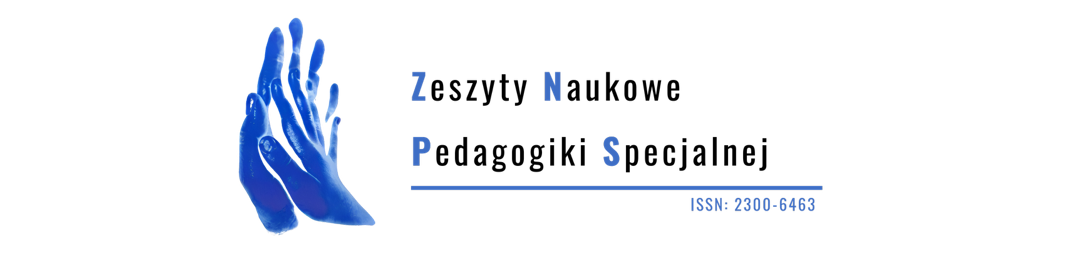 Zeszyty Naukowe
Pedagogiki Specjalnej
ISSN: 2300-6463